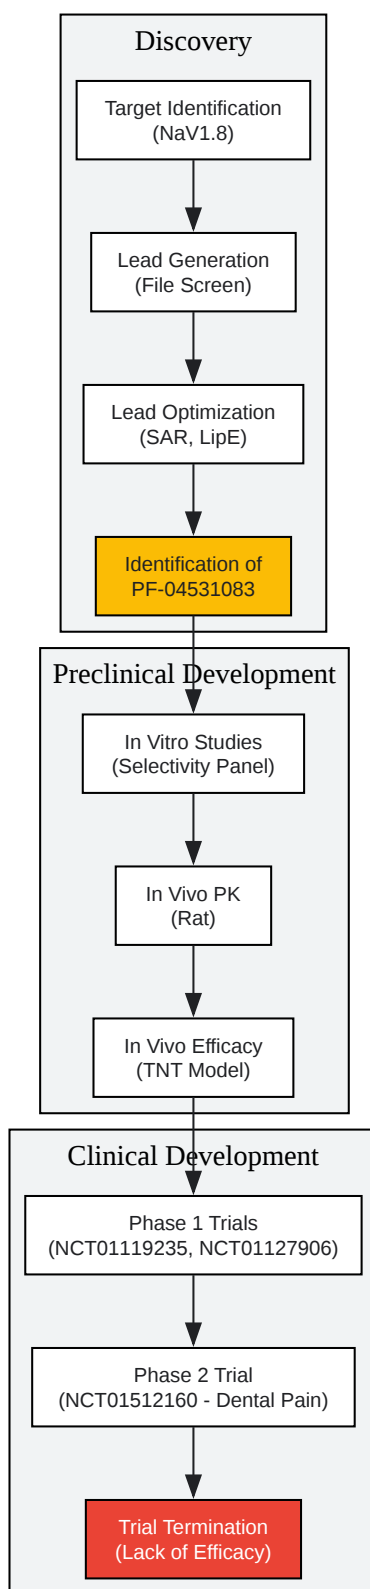 Discovery
Target Identification
(NaV1.8)
Lead Generation
(File Screen)
Lead Optimization
(SAR, LipE)
Identification of
PF-04531083
Preclinical Development
In Vitro Studies
(Selectivity Panel)
In Vivo PK
(Rat)
In Vivo Efficacy
(TNT Model)
Clinical Development
Phase 1 Trials
(NCT01119235, NCT01127906)
Phase 2 Trial
(NCT01512160 - Dental Pain)
Trial Termination
(Lack of Efficacy)